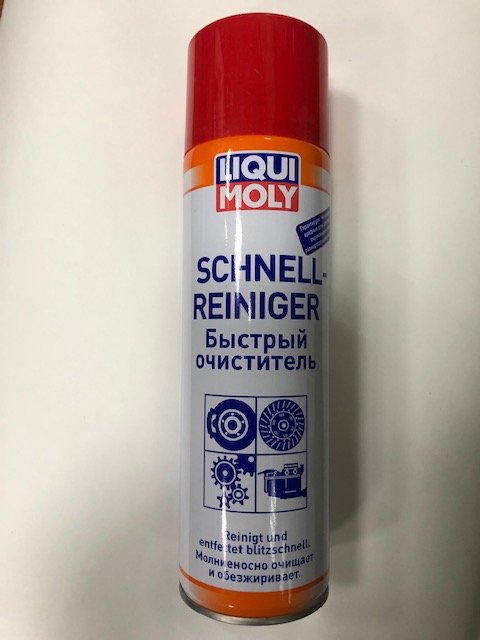 LIQUI
MOLY
SCHNELL-
REINIGER
Быстрый
очиститель
Reinigt und
entfettet blitzschnell.
Молниеносно очищает
и обезжиривает.